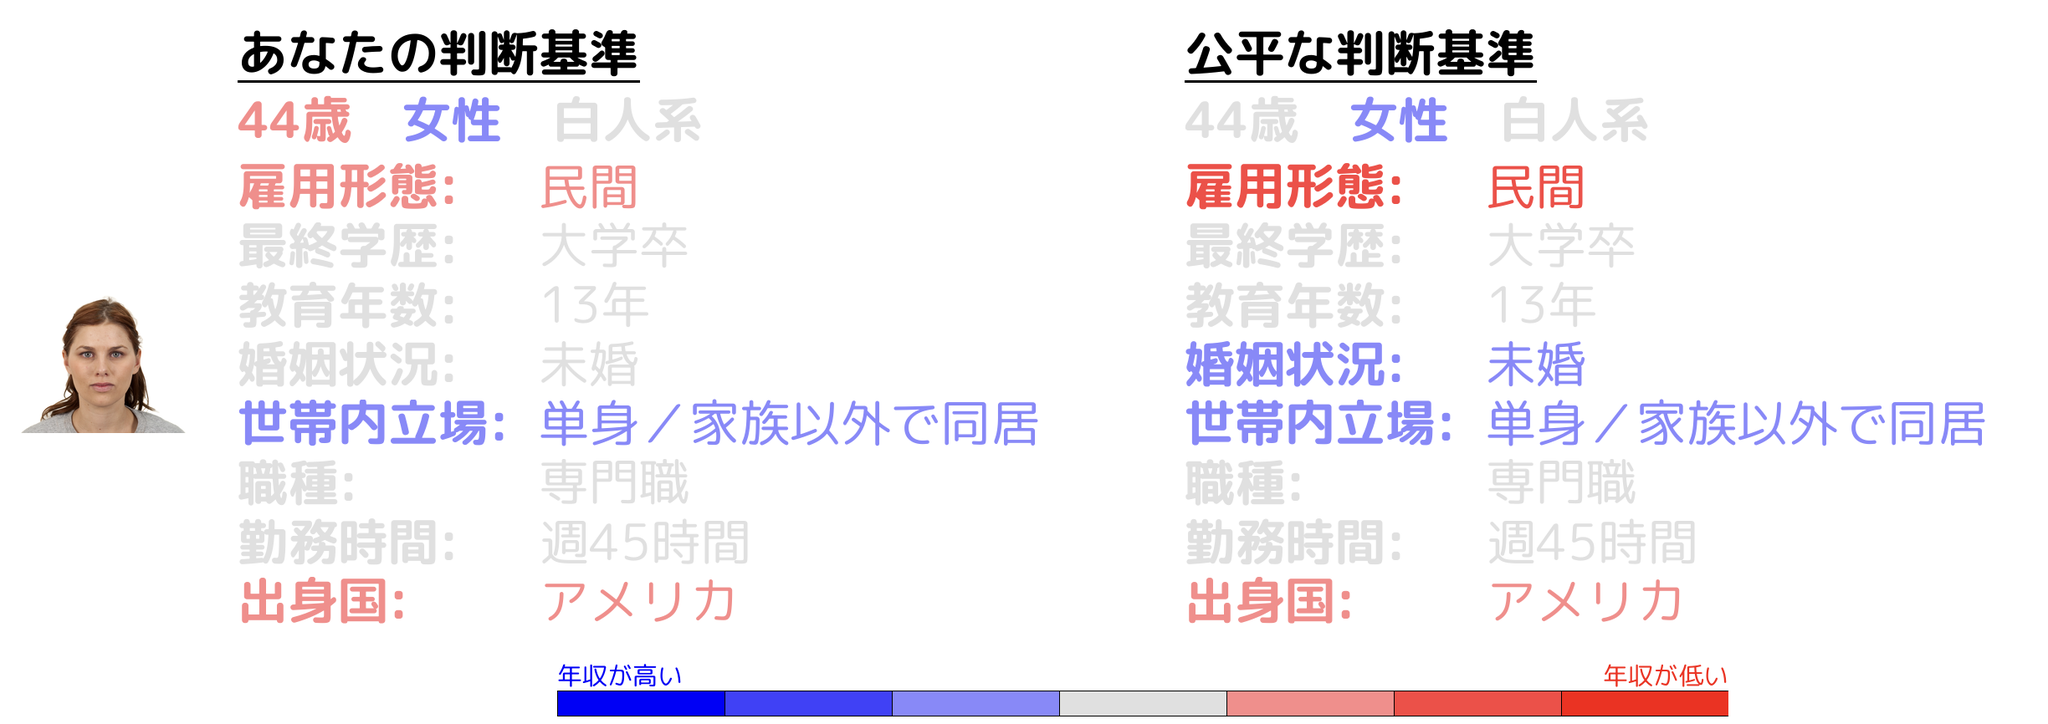 あなたの判断基準
44歳 女性 白人系
雇用形態: 民間
最終学歴: 大学卒
教育年数: 13年
婚姻状況: 未婚
世帯内立場: 単身／家族以外で同居
職種: 専門職
勤務時間: 週45時間
出身国: アメリカ
公平な判断基準
44歳 女性 白人系
雇用形態: 民間
最終学歴: 大学卒
教育年数: 13年
婚姻状況: 未婚
世帯内立場: 単身／家族以外で同居
職種: 専門職
勤務時間: 週45時間
出身国: アメリカ
年収が高い 年収が低い